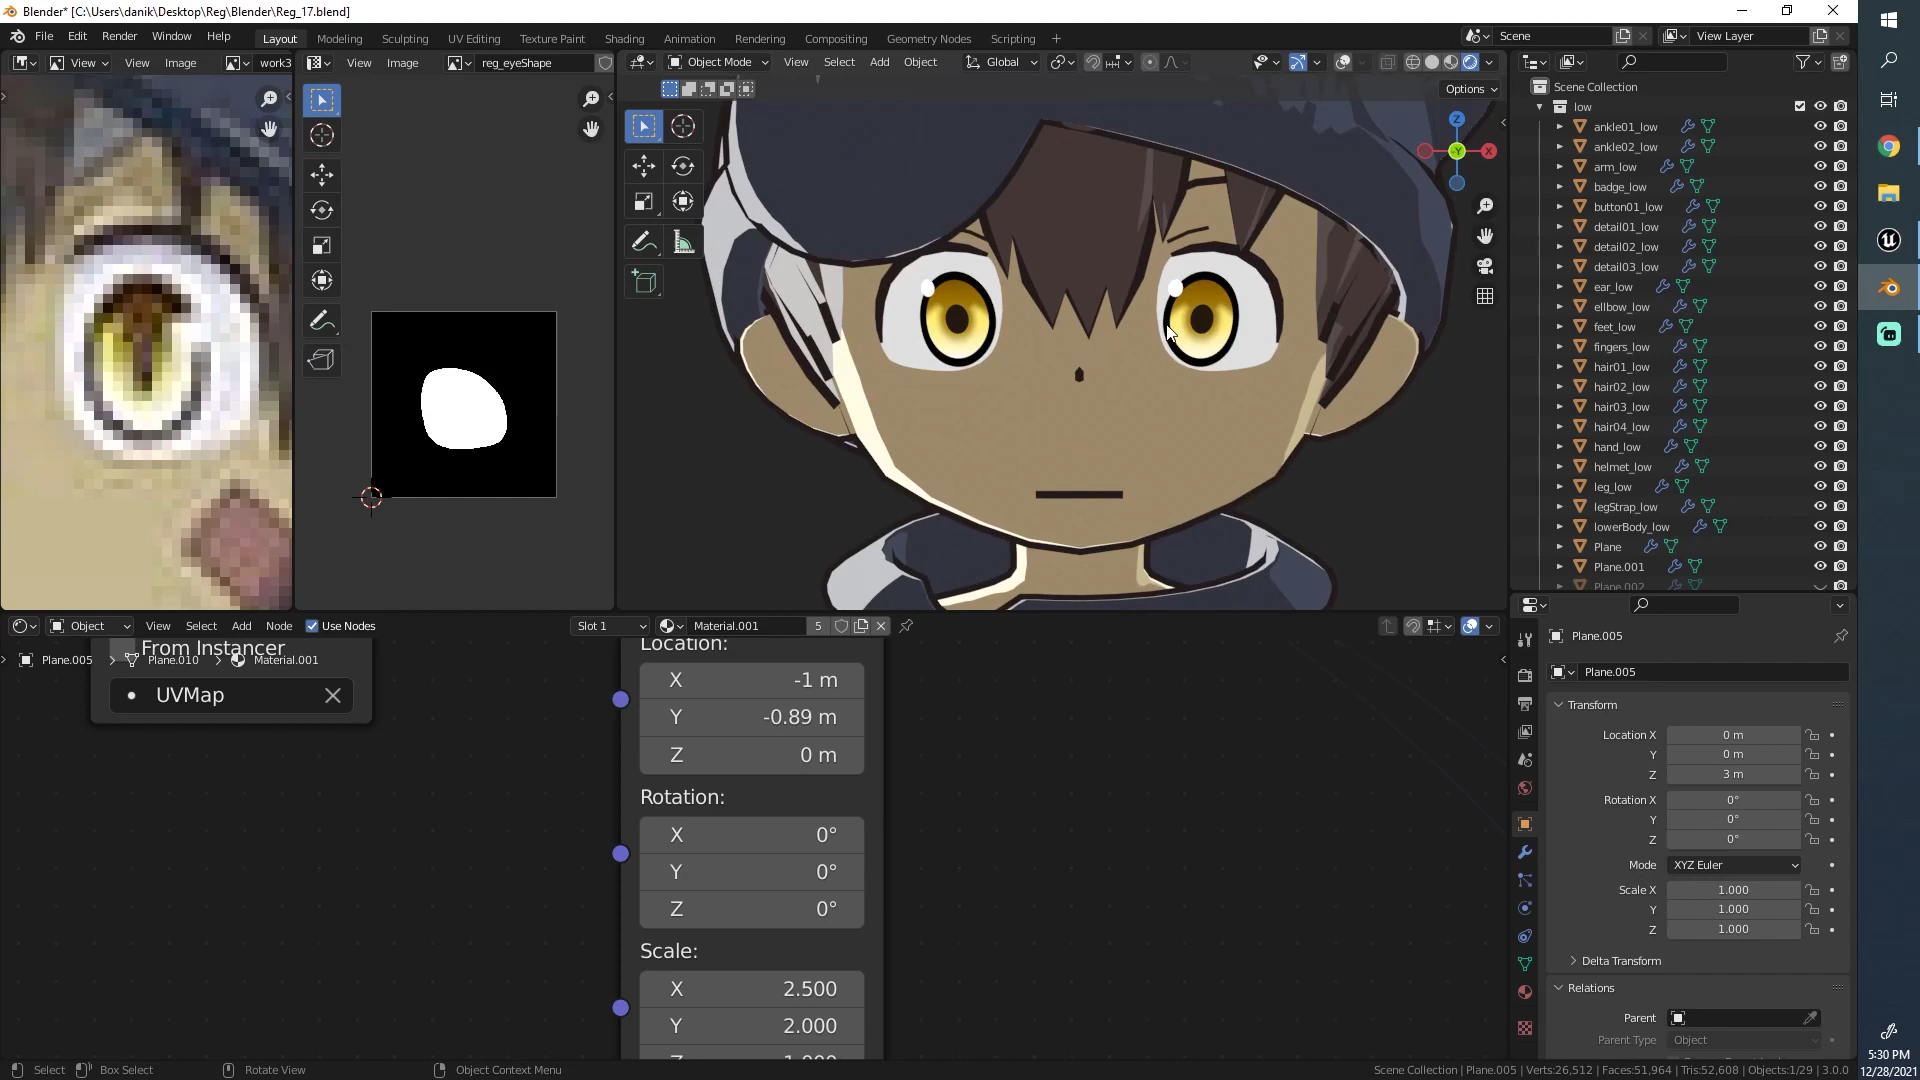 Blender* [C:\Users\danik\Desktop\Reg\Blender\Reg_17.blend]
File Edit Render Window Help Layout Modeling Sculpting UV Editing Texture Paint Shading Animation Rendering Compositing Geometry Nodes Scripting Scene View Layer
View View Image work3 View Image reg_eyeShape Object Mode View Select Add Object Global
Options
Scene Collection
low
ankle01_low
ankle02_low
arm_low
badge_low
button01_low
detail01_low
detail02_low
detail03_low
ear_low
ellbow_low
feet_low
fingers_low
hair01_low
hair02_low
hair03_low
hair04_low
hand_low
helmet_low
leg_low
legStrap_low
lowerBody_low
Plane
Plane.001
Plane.002
Z
X
-Y
Object View Select Add Node Use Nodes Slot 1 Material.001 5
From Instancer
Plane.005 Plane.010 Material.001
UVMap
Location:
X -1 m
Y -0.89 m
Z 0 m
Rotation:
X 0°
Y 0°
Z 0°
Scale:
X 2.500
Y 2.000
Z 1.000
Plane.005
Plane.005
Transform
Location X 0 m
Y 0 m
Z 3 m
Rotation X 0°
Y 0°
Z 0°
Mode XYZ Euler
Scale X 1.000
Y 1.000
Z 1.000
Delta Transform
Relations
Parent
Parent Type Object
Select Box Select Rotate View Object Context Menu
Scene Collection | Plane.005 | Verts:26,512 | Faces:51,964 | Tris:52,608 | Objects:1/29 | 3.0.0
5:30 PM
12/28/2021